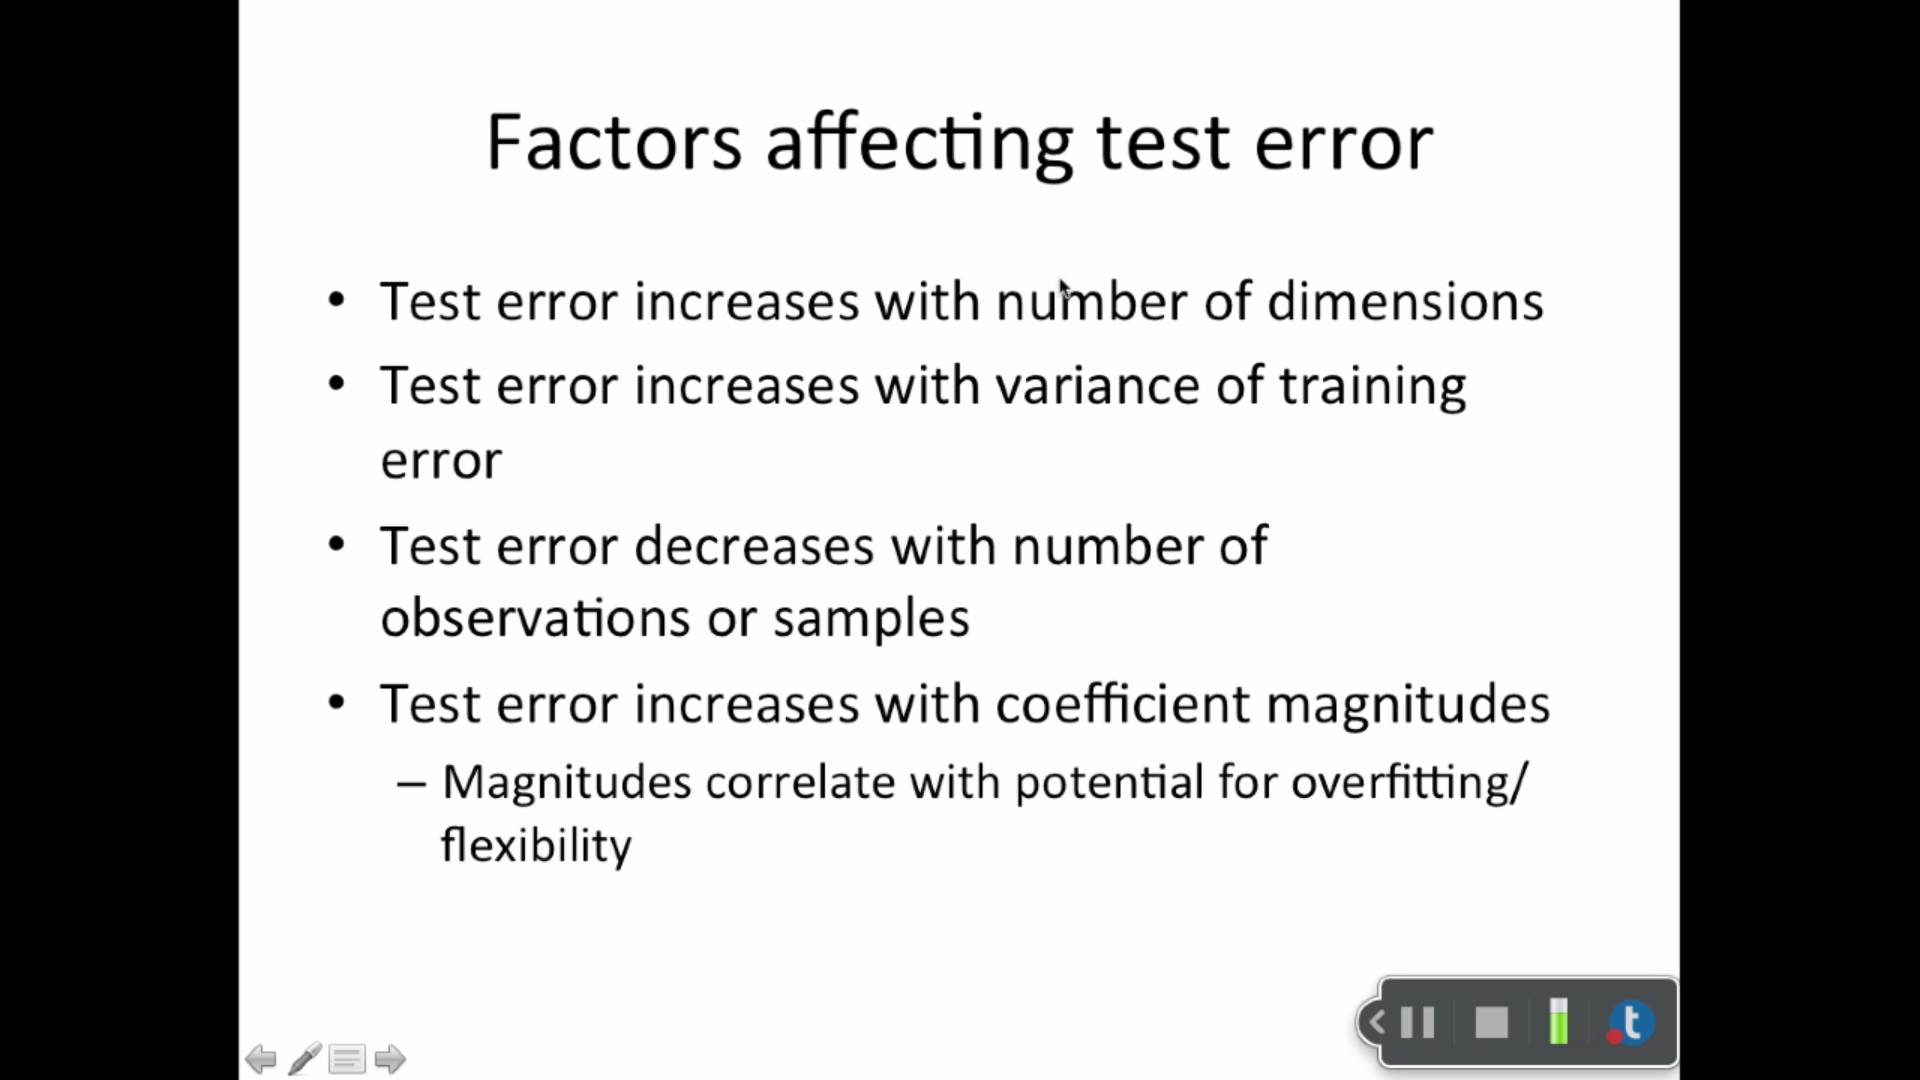 Factors affecting test error
• Test error increases with number of dimensions
• Test error increases with variance of training
error
• Test error decreases with number of
observations or samples
• Test error increases with coefficient magnitudes
– Magnitudes correlate with potential for overfitting/
flexibility
t